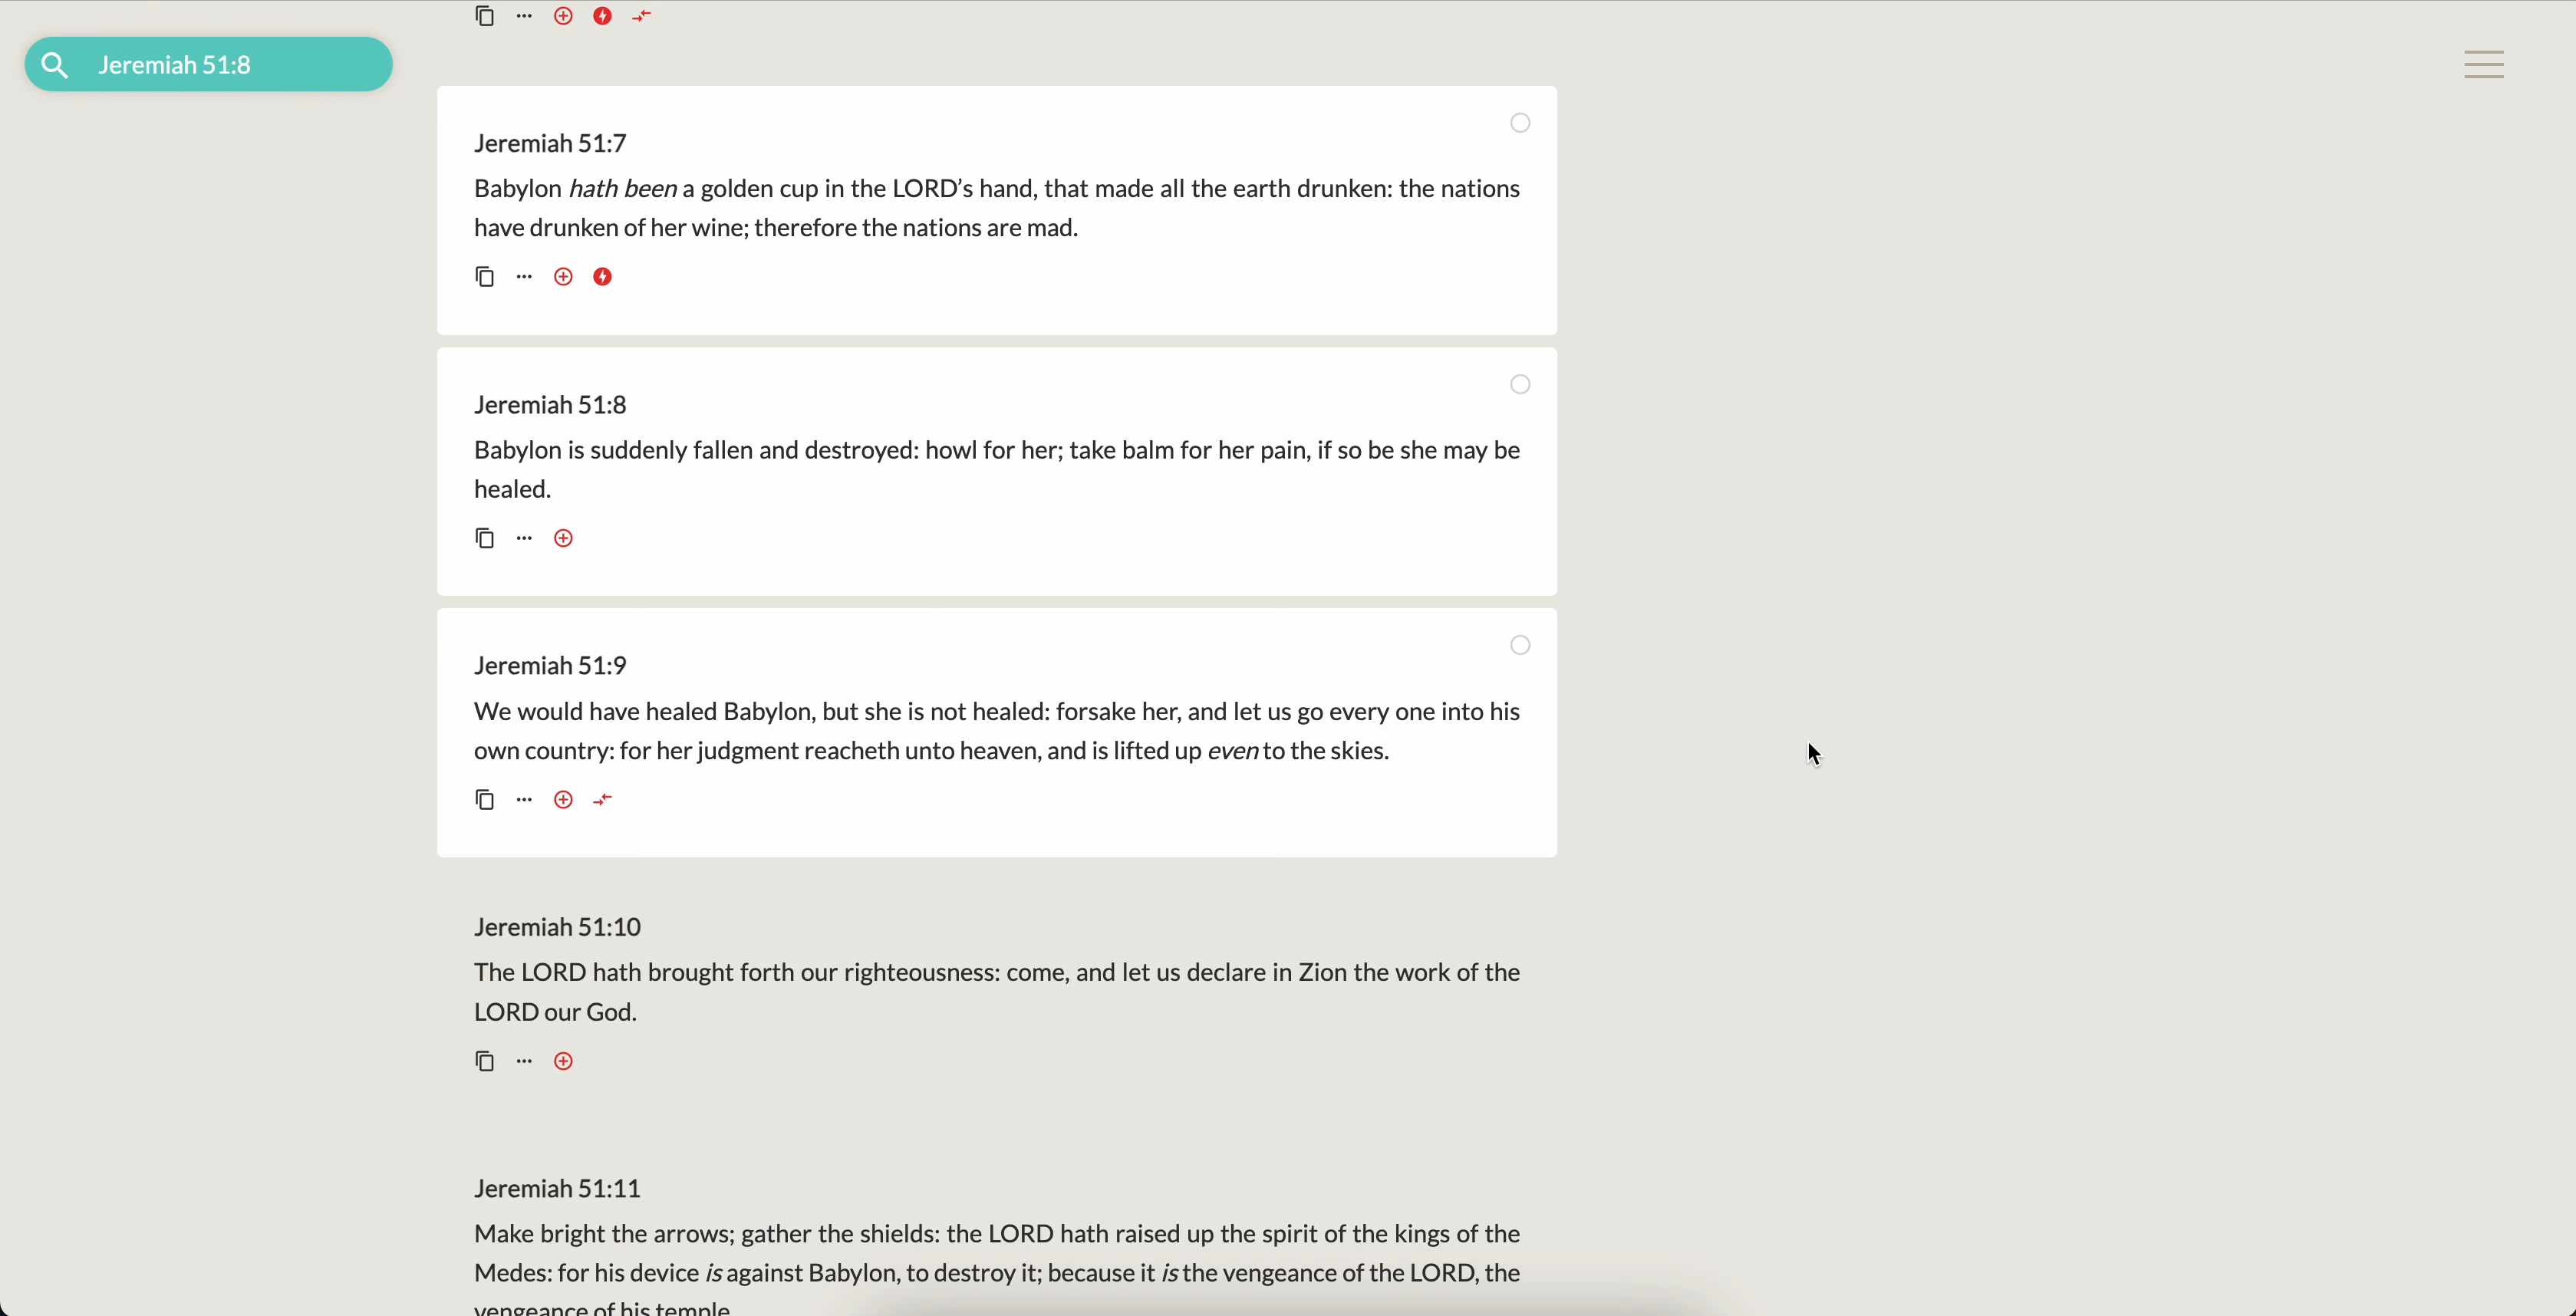 Jeremiah 51:8
Jeremiah 51:7
Babylon hath been a golden cup in the LORD’s hand, that made all the earth drunken: the nations
have drunken of her wine; therefore the nations are mad.
Jeremiah 51:8
Babylon is suddenly fallen and destroyed: howl for her; take balm for her pain, if so be she may be
healed.
Jeremiah 51:9
We would have healed Babylon, but she is not healed: forsake her, and let us go every one into his
own country: for her judgment reacheth unto heaven, and is lifted up even to the skies.
Jeremiah 51:10
The LORD hath brought forth our righteousness: come, and let us declare in Zion the work of the
LORD our God.
Jeremiah 51:11
Make bright the arrows; gather the shields: the LORD hath raised up the spirit of the kings of the
Medes: for his device is against Babylon, to destroy it; because it is the vengeance of the LORD, the
vengeance of his temple.